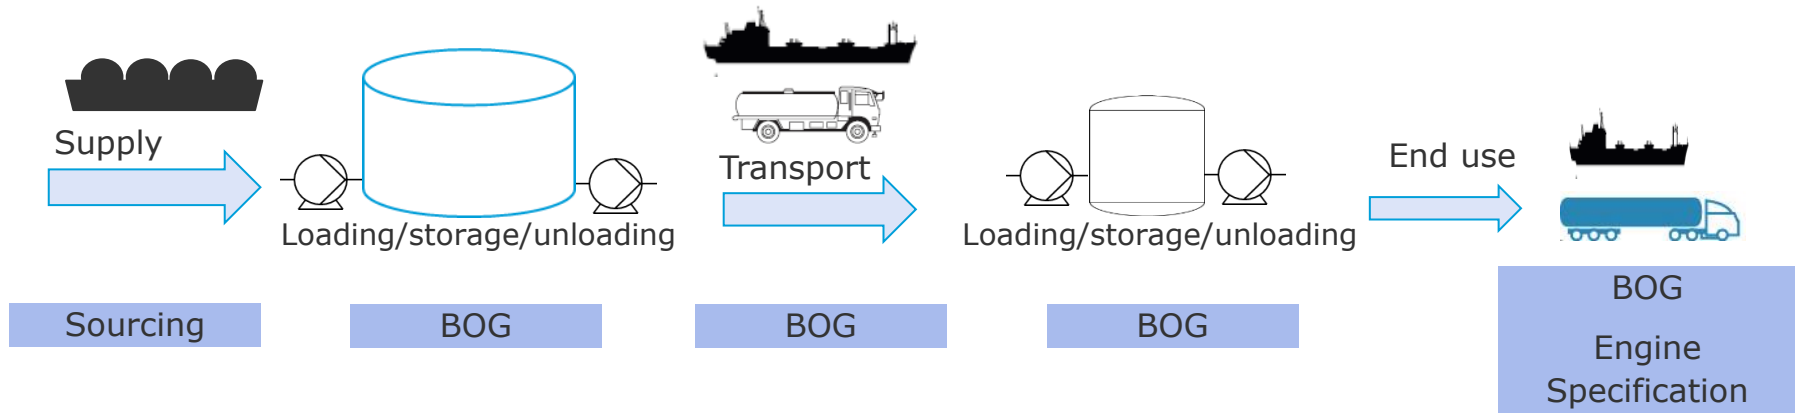 Supply
Loading/storage/unloading
Transport
Loading/storage/unloading
End use
Sourcing
BOG
BOG
BOG
BOG
Engine
Specification